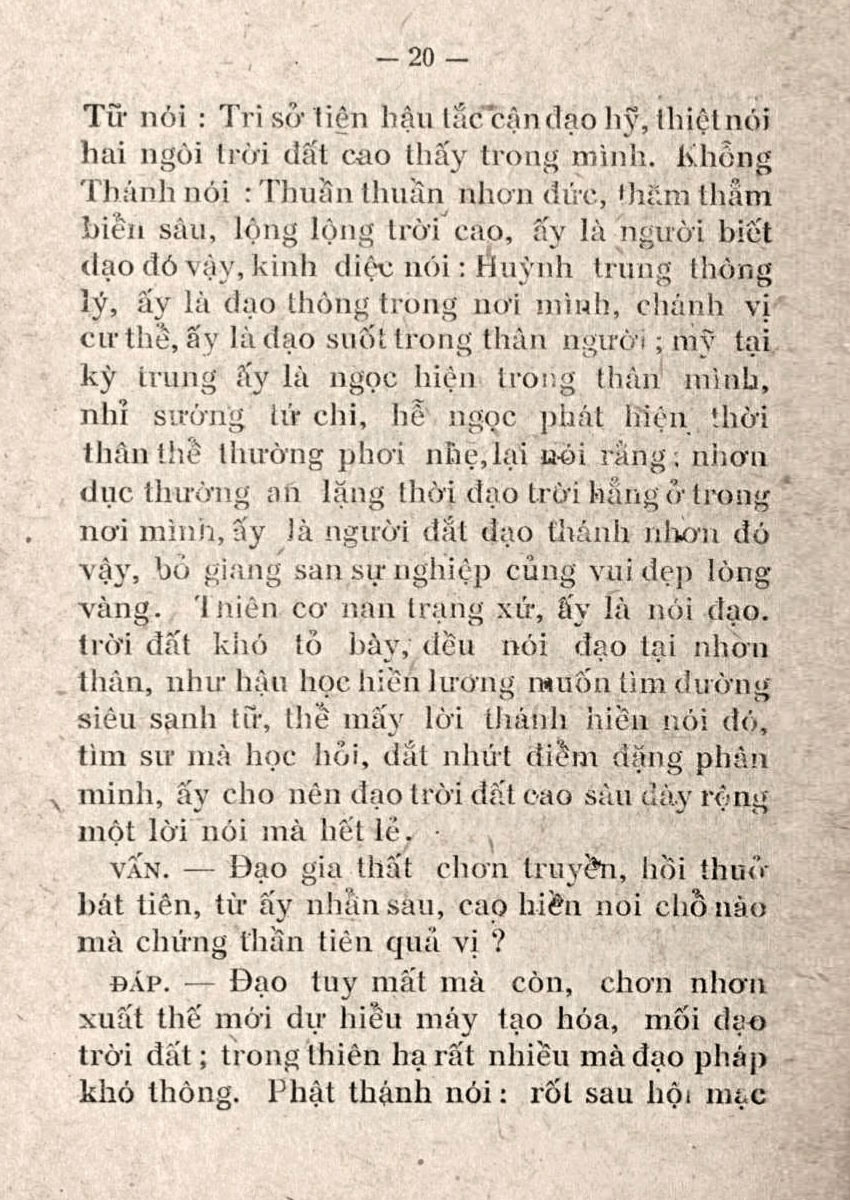 — 20 —
Tữ nói : Tri sở tiên hậu tắc cận đạo hỹ, thiệt nói
hai ngôi trời đất cao thấy trong mình. Khổng
Thánh nói : Thuần thuần nhơn đức, thăm thẳm
biển sâu, lộng lộng trời cao, ấy là người biết
đạo đó vậy, kinh diệc nói : Huỳnh trung thông
lý, ấy là đạo thông trong nơi mình, chánh vị
cư thể, ấy là đạo suốt trong thân người ; mỹ tại
kỳ trung ấy là ngọc hiện trong thân mình,
nhỉ sướng tứ chi, hễ ngọc phát hiện thời
thân thể thường phơi nhẹ, lại nói rằng : nhơn
dục thường an lặng thời đạo trời hằng ở trong
nơi mình, ấy là người đắt đạo thánh nhơn đó
vậy, bỏ giang san sự nghiệp củng vui đẹp lòng
vàng. Thiên cơ nan trạng xứ, ấy là nói đạo.
trời đất khó tỏ bày, đều nói đạo tại nhơn
thân, như hậu học hiền lương muốn tìm đường
siêu sanh tữ, thề mấy lời thánh hiền nói đó,
tìm sư mà học hỏi, đắt nhứt điểm đặng phân
minh, ấy cho nên đạo trời đất cao sâu dày rộng
một lời nói mà hết lẻ.
VẤN. — Đạo gia thất chơn truyền, hồi thuở
bát tiên, từ ấy nhẩn sau, cao hiền noi chổ nào
mà chứng thần tiên quả vị ?
ĐÁP. — Đạo tuy mất mà còn, chơn nhơn
xuất thế mới dự hiểu máy tạo hóa, mối đạo
trời đất ; trong thiên hạ rất nhiều mà đạo pháp
khó thông. Phật thánh nói : rốt sau hội mạc